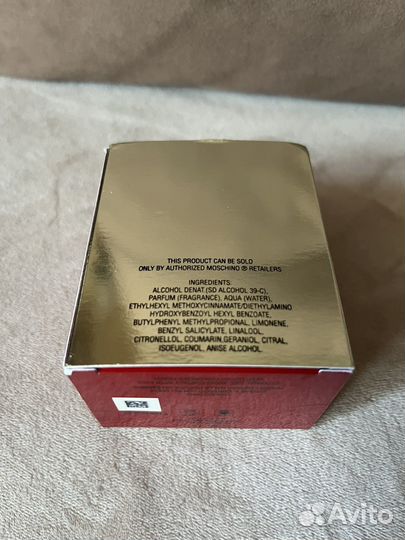 THIS PRODUCT CAN BE SOLD
ONLY BY AUTHORIZED MOSCHINO ® RETAILERS
INGREDIENTS:
ALCOHOL DENAT.(SD ALCOHOL 39-C),
PARFUM (FRAGRANCE), AQUA (WATER),
ETHYLHEXYL METHOXYCINNAMATE/DIETHYLAMINO
HYDROXYBENZOYL HEXYL BENZOATE,
BUTYLPHENYL METHYLPROPIONAL, LIMONENE,
BENZYL SALICYLATE, LINALOOL,
CITRONELLOL, COUMARIN,GERANIOL, CITRAL,
ISOEUGENOL, ANISE ALCOHOL.
Avito